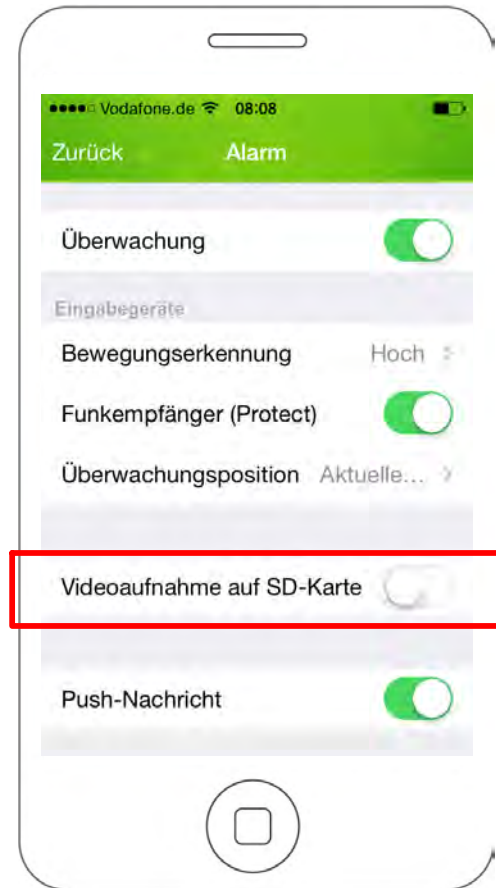 Vodafone.de 08:08
Zurück Alarm
Überwachung
Eingabegeräte
Bewegungserkennung Hoch
Funkempfänger (Protect)
Überwachungsposition Aktuelle...
Videoaufnahme auf SD-Karte
Push-Nachricht